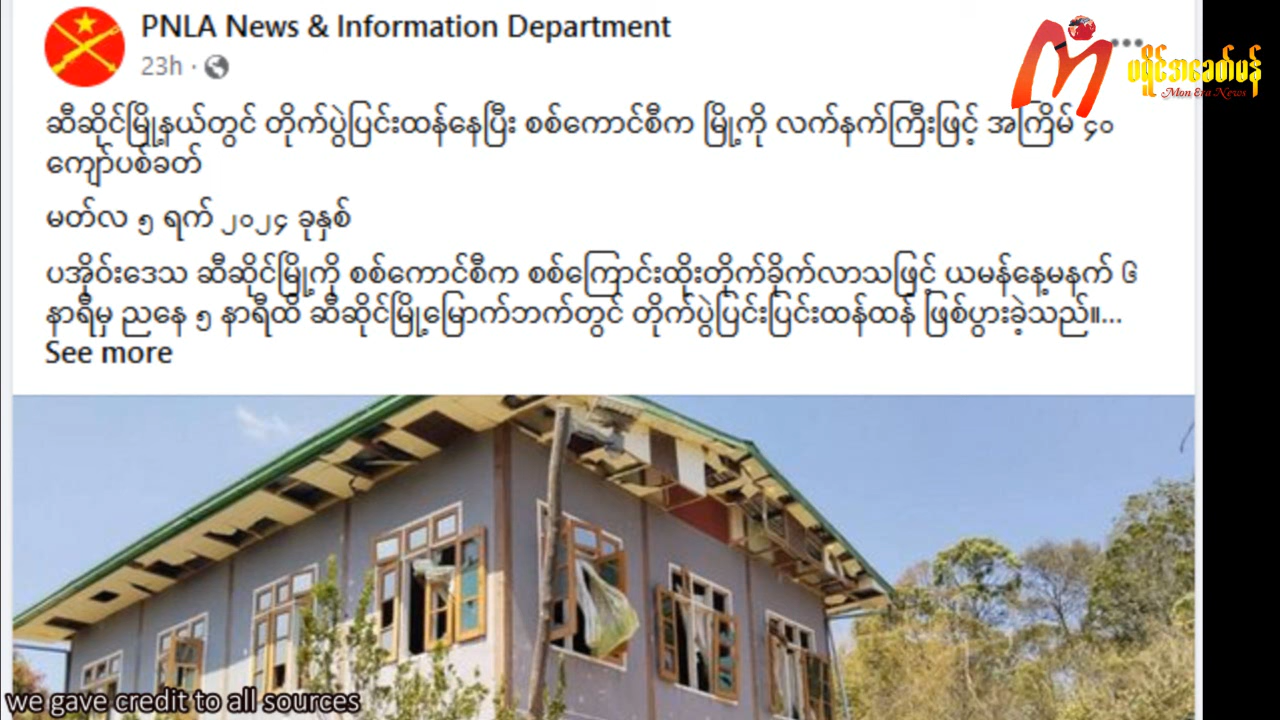 PNLA News & Information Department
23h ·
ဆီဆိုင်မြို့နယ်တွင် တိုက်ပွဲပြင်းထန်နေပြီး စစ်ကောင်စီက မြို့ကို လက်နက်ကြီးဖြင့် အကြိမ် ၄၀
ကျော်ပစ်ခတ်
မတ်လ ၅ ရက် ၂၀၂၄ ခုနှစ်
ပအိုဝ်းဒေသ ဆီဆိုင်မြို့ကို စစ်ကောင်စီက စစ်ကြောင်းထိုးတိုက်ခိုက်လာသဖြင့် ယမန်နေ့မနက် ၆
နာရီမှ ညနေ ၅ နာရီထိ ဆီဆိုင်မြို့မြောက်ဘက်တွင် တိုက်ပွဲပြင်းပြင်းထန်ထန် ဖြစ်ပွားခဲ့သည်။...
See more
Mon Era News
we gave credit to all sources